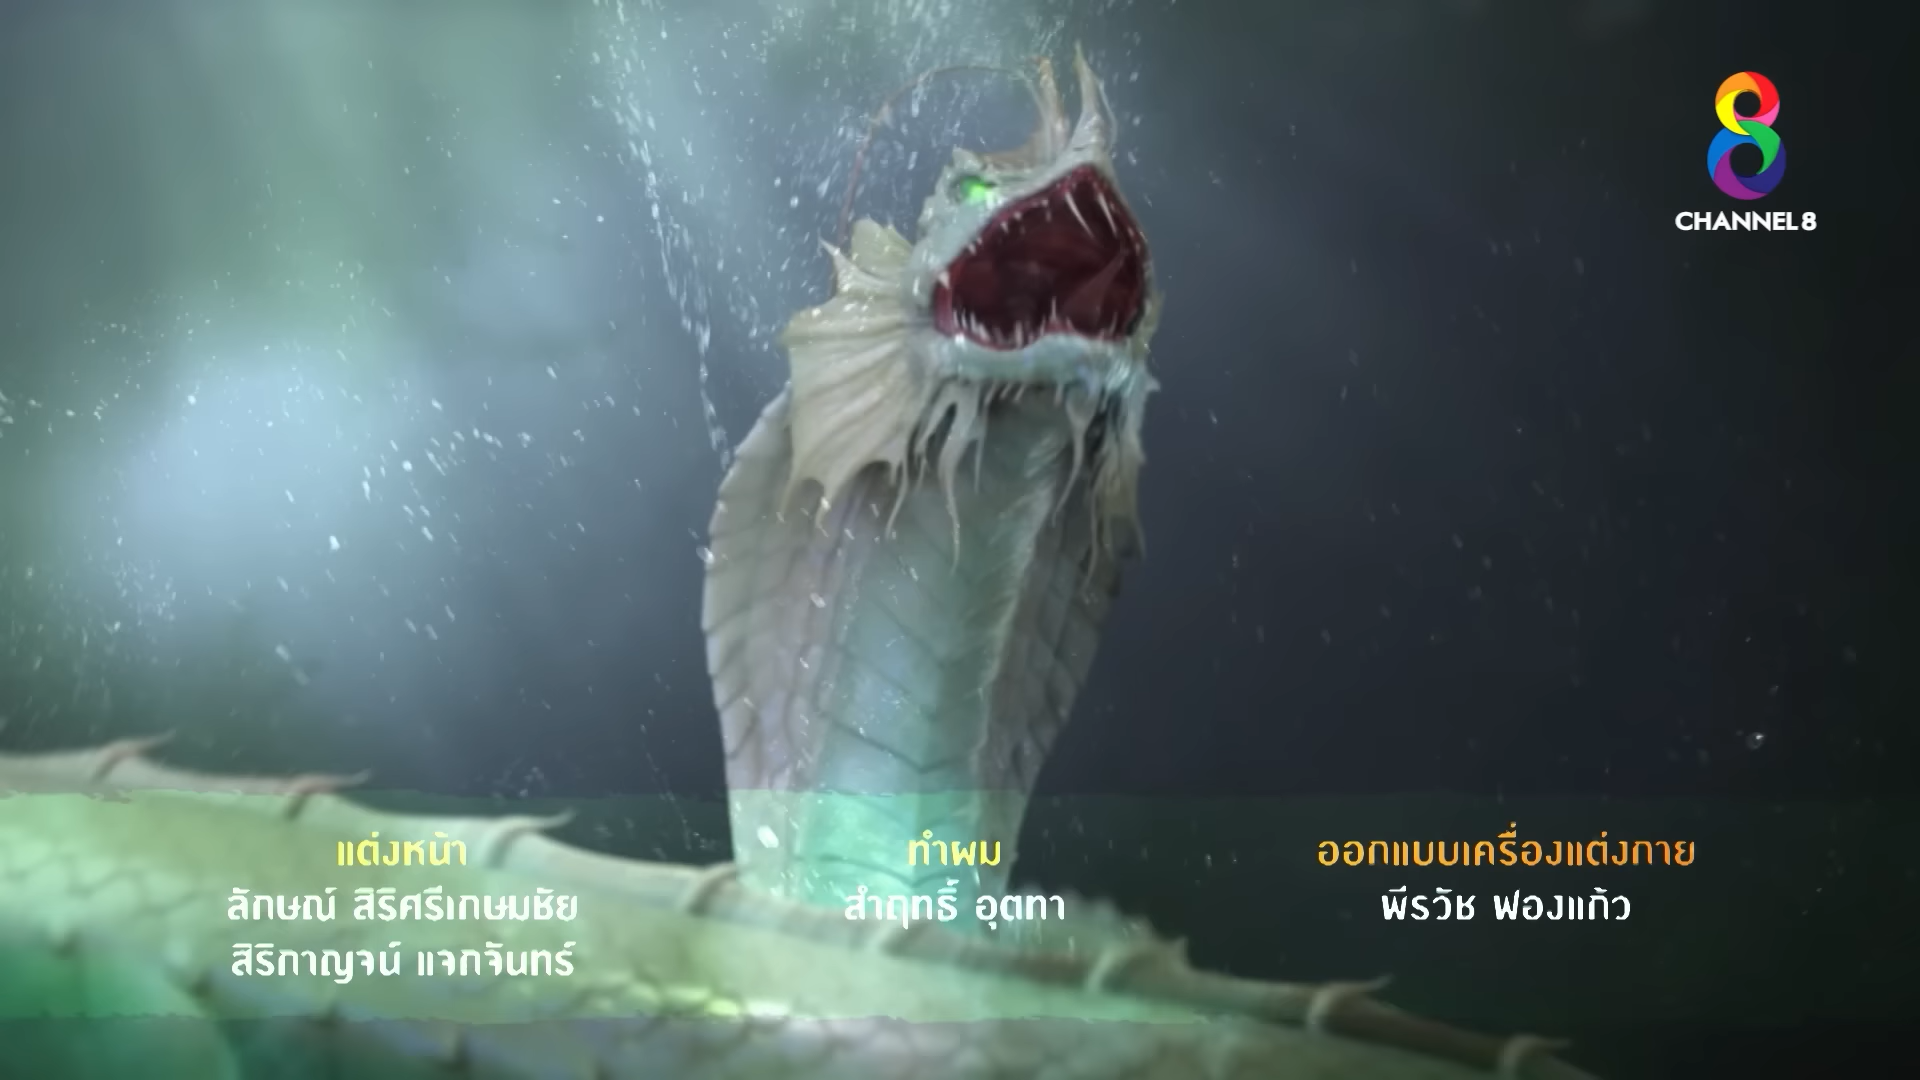 8
CHANNEL 8
แต่งหน้า
ลักษณ์ สิริศรีเกษมชัย
สิริกาญจน์ แจกจันทร์
ทำผม
สำฤทธิ์ อุตทา
ออกแบบเครื่องแต่งกาย
พีรวัช ฟองแก้ว